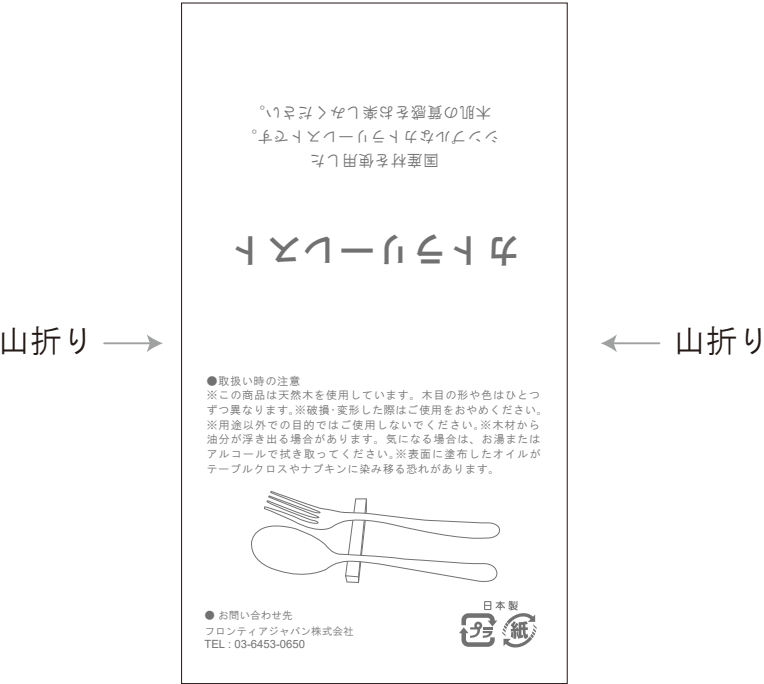 カトラリーレスト
国産材を使用した
シンプルなカトラリーレストです。
木肌の質感をお楽しみください。
山折り
山折り
●取扱い時の注意
※この商品は天然木を使用しています。木目の形や色はひとつ
ずつ異なります。※破損・変形した際はご使用をおやめください。
※用途以外での目的ではご使用しないでください。※木材から
油分が浮き出る場合があります。気になる場合は、お湯または
アルコールで拭き取ってください。※表面に塗布したオイルが
テーブルクロスやナプキンに染み移る恐れがあります。
● お問い合わせ先
フロンティアジャパン株式会社
TEL : 03-6453-0650
日本製
プラ
紙